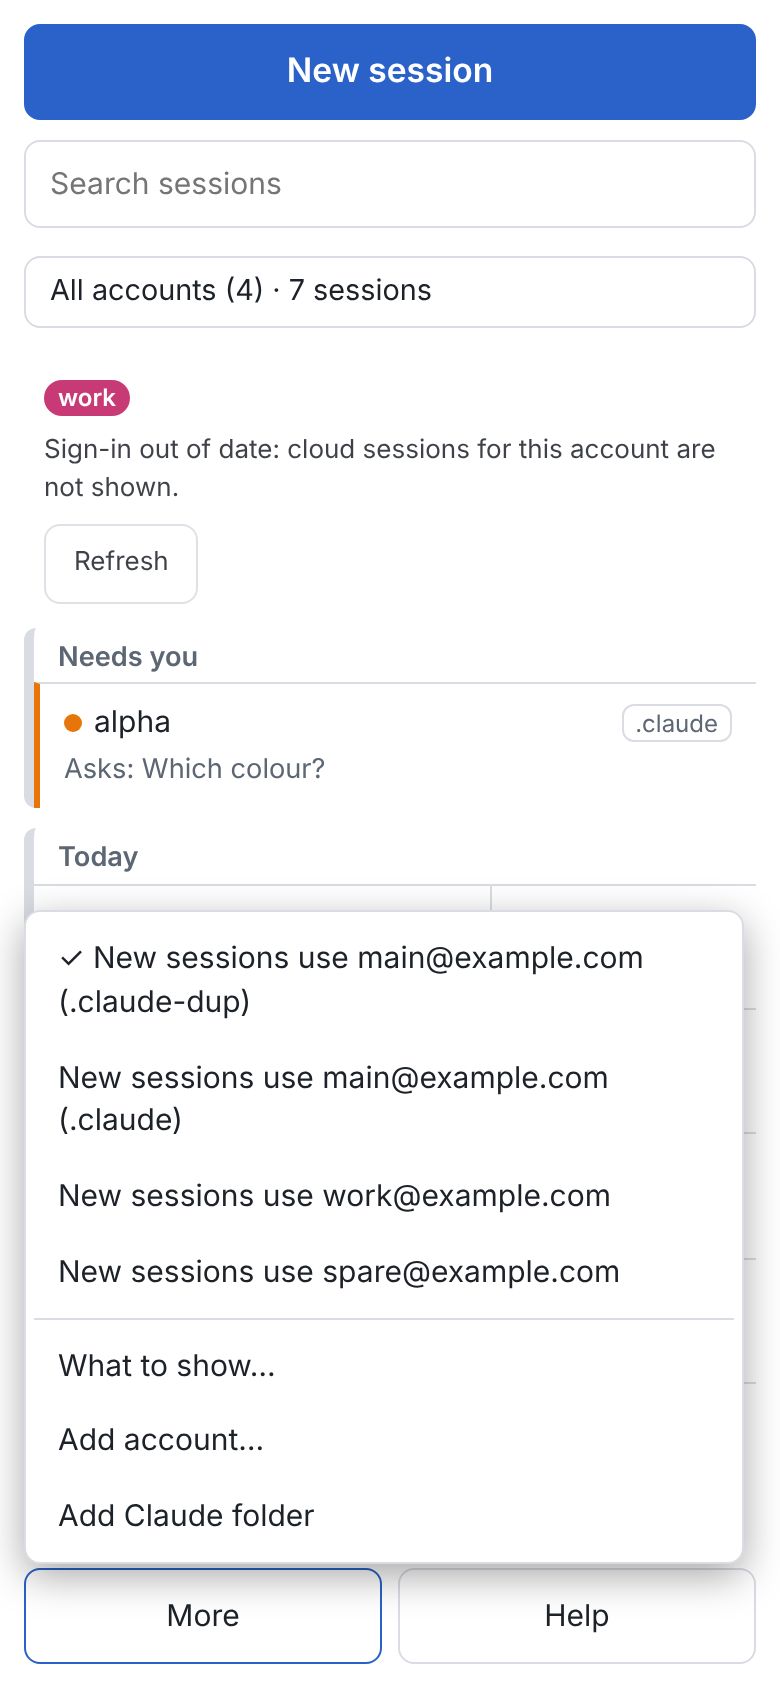 New session
Search sessions
All accounts (4) · 7 sessions
work
Sign-in out of date: cloud sessions for this account are
not shown.
Refresh
Needs you
alpha
.claude
Asks: Which colour?
Today
✓ New sessions use main@example.com
(.claude-dup)
New sessions use main@example.com
(.claude)
New sessions use work@example.com
New sessions use spare@example.com
What to show...
Add account...
Add Claude folder
More
Help